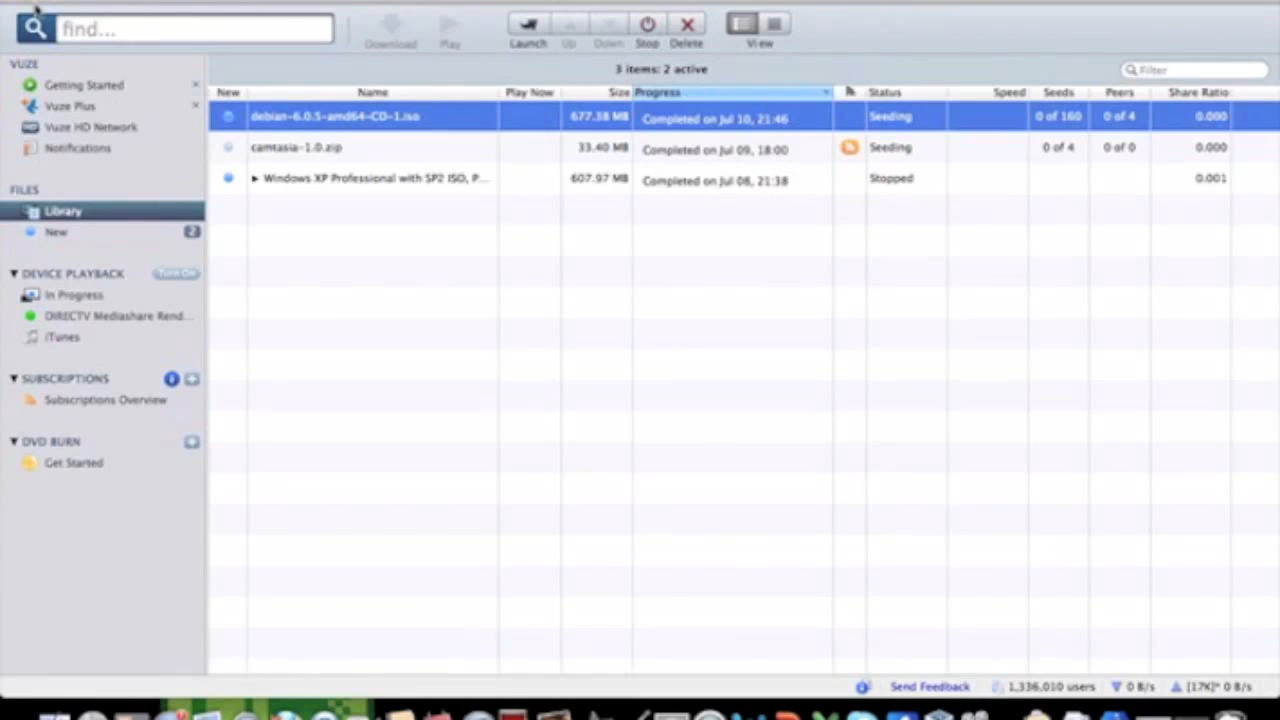 find...
Download Play Launch Up Down Stop Delete View
VUZE
3 items: 2 active
Filter
Getting Started
Vuze Plus
Vuze HD Network
Notifications
FILES
Library
New 2
DEVICE PLAYBACK Turn On
In Progress
DIRECTV Mediashare Rend...
iTunes
SUBSCRIPTIONS
Subscriptions Overview
DVD BURN
Get Started
New Name Play Now Size Progress Status Speed Seeds Peers Share Ratio
debian-6.0.5-amd64-CD-1.iso 677.38 MB Completed on Jul 10, 21:46 Seeding 0 of 160 0 of 4 0.000
camtasia-1.0.zip 33.40 MB Completed on Jul 09, 18:00 Seeding 0 of 4 0 of 0 0.000
Windows XP Professional with SP2 ISO, P... 607.97 MB Completed on Jul 08, 21:38 Stopped 0.001
Send Feedback 1,336,010 users 0 B/s [17K]* 0 B/s